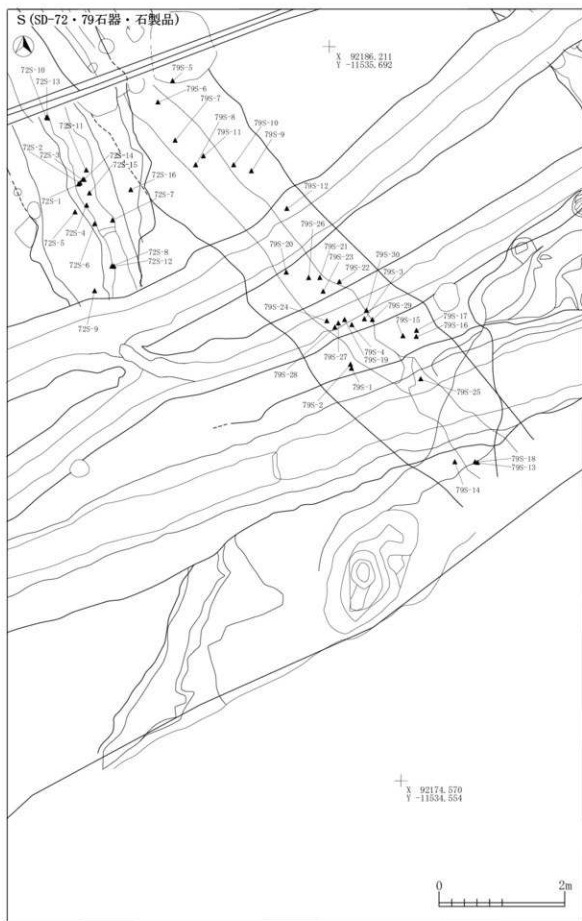 S (SD-72・79石器・石製品)
X 92186.211
Y -11535.692
72S-10
72S-13
79S-5
79S-6
79S-7
79S-8
79S-11
79S-10
79S-9
72S-11
72S-2
72S-3
72S-14
72S-15
72S-16
72S-1
72S-7
72S-4
72S-5
72S-6
72S-8
72S-12
72S-9
79S-12
79S-26
79S-20
79S-21
79S-23
79S-22
79S-30
79S-3
79S-24
79S-29
79S-15
79S-17
79S-16
79S-27
79S-4
79S-19
79S-28
79S-1
79S-2
79S-25
79S-18
79S-13
79S-14
X 92174.570
Y -11534.554
0 2m